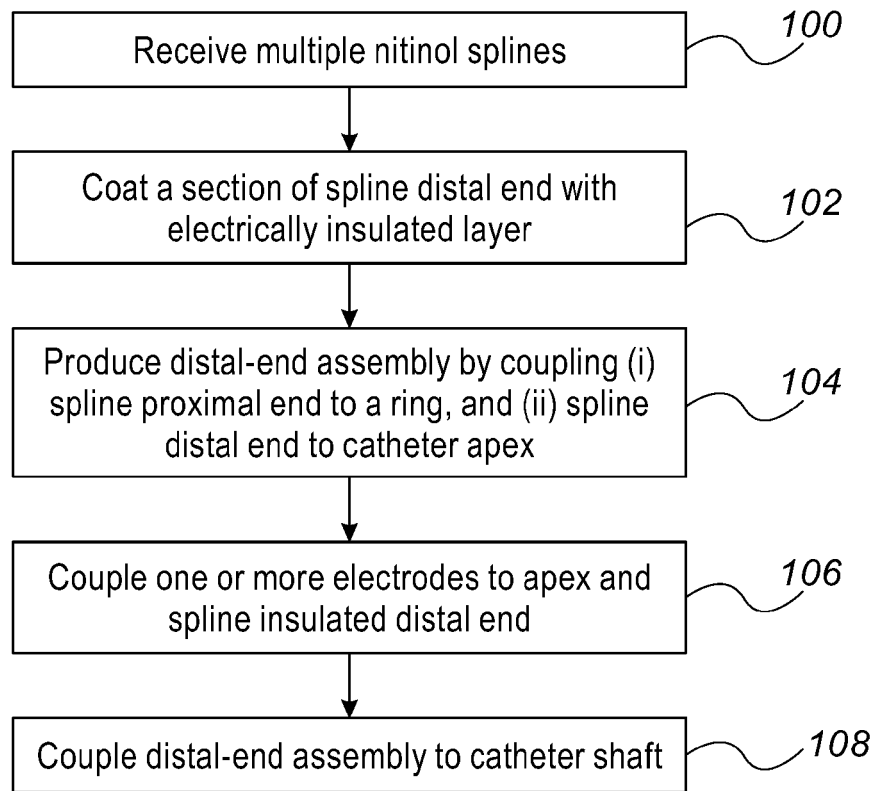 Receive multiple nitinol splines
100
Coat a section of spline distal end with
electrically insulated layer
102
Produce distal-end assembly by coupling (i)
spline proximal end to a ring, and (ii) spline
distal end to catheter apex
104
Couple one or more electrodes to apex and
spline insulated distal end
106
Couple distal-end assembly to catheter shaft
108